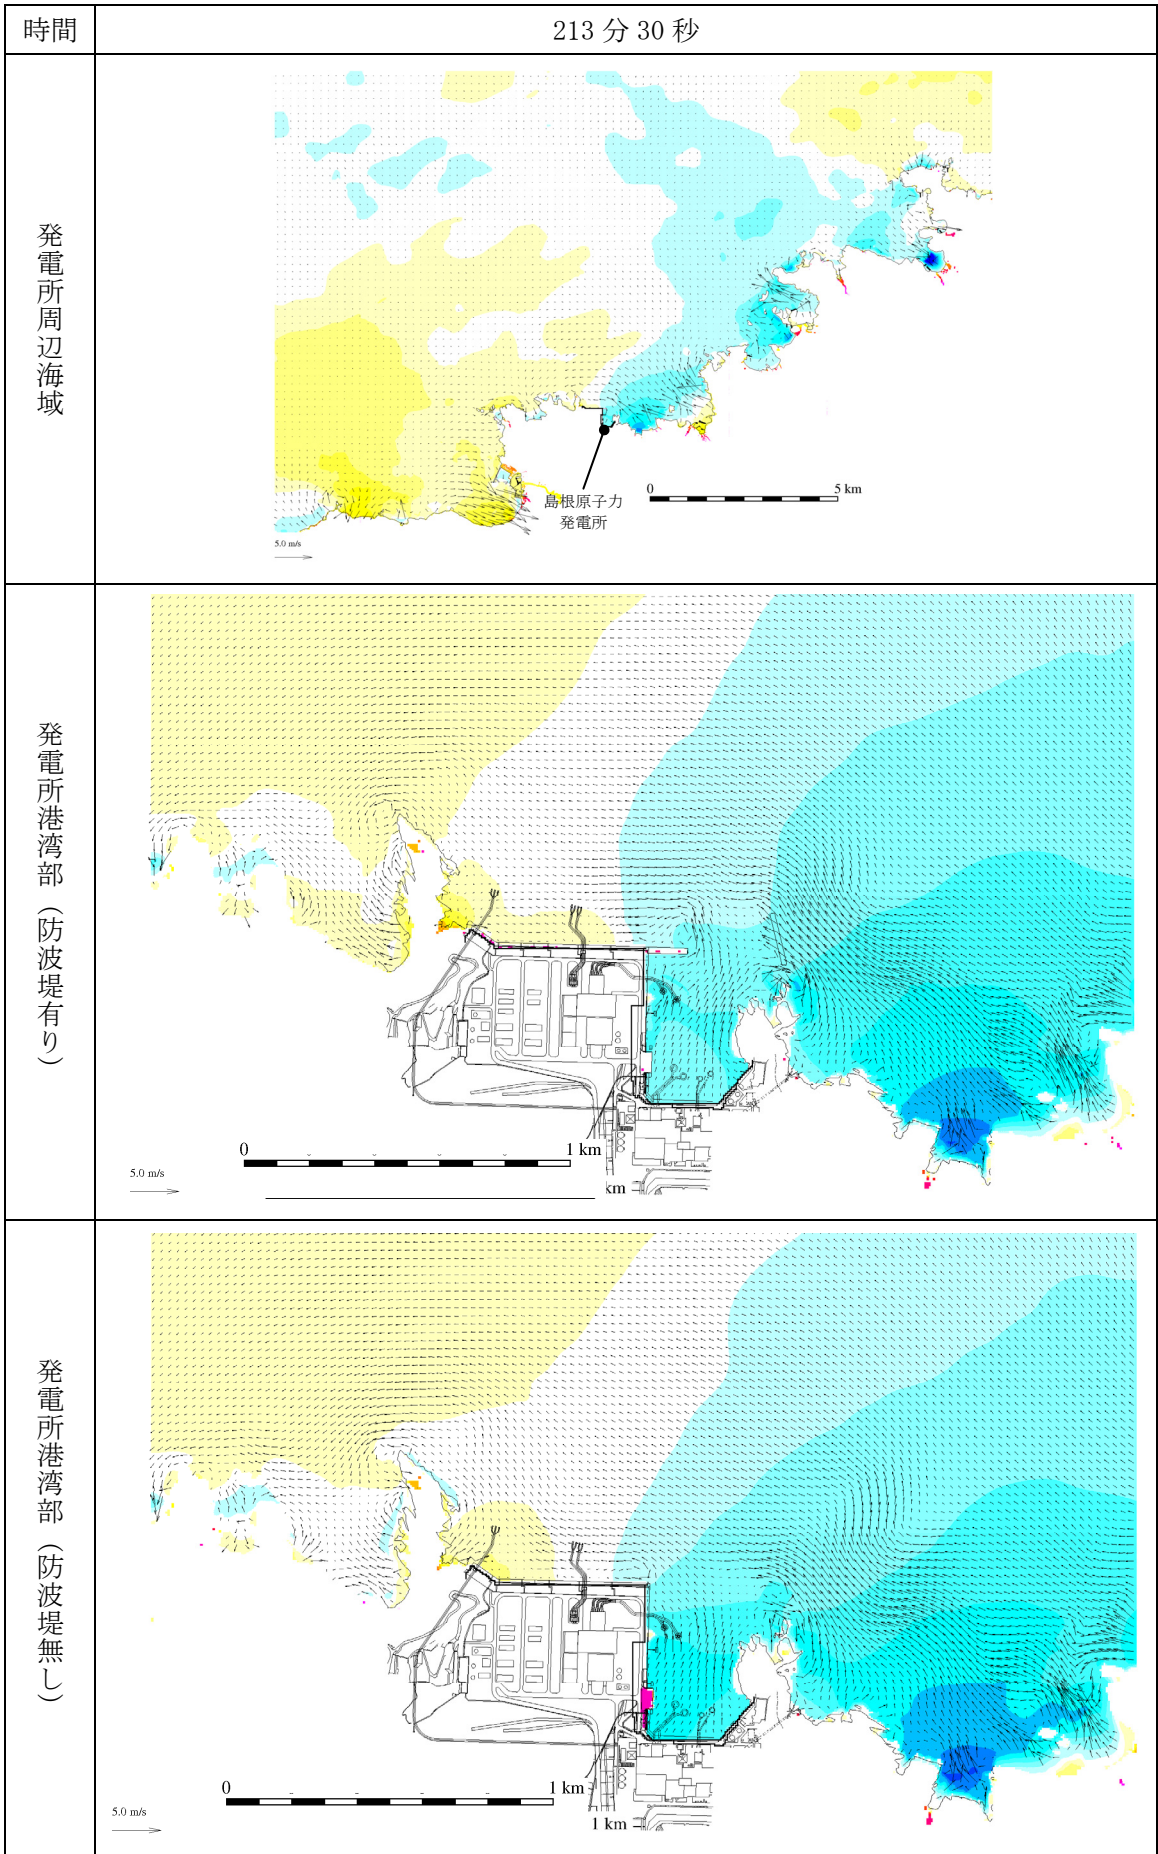 時間
213 分 30 秒
発電所周辺海域
島根原子力
発電所
0
5 km
5.0 m/s
発電所港湾部（防波堤有り）
0
1 km
5.0 m/s
km
発電所港湾部（防波堤無し）
0
1 km
5.0 m/s
1 km